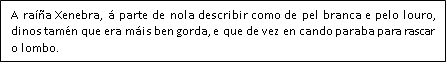 A raíña Xenebra, á parte de nola describir como de pel branca e pelo louro,
dinos tamén que era máis ben gorda, e que de vez en cando paraba para rascar
o lombo.